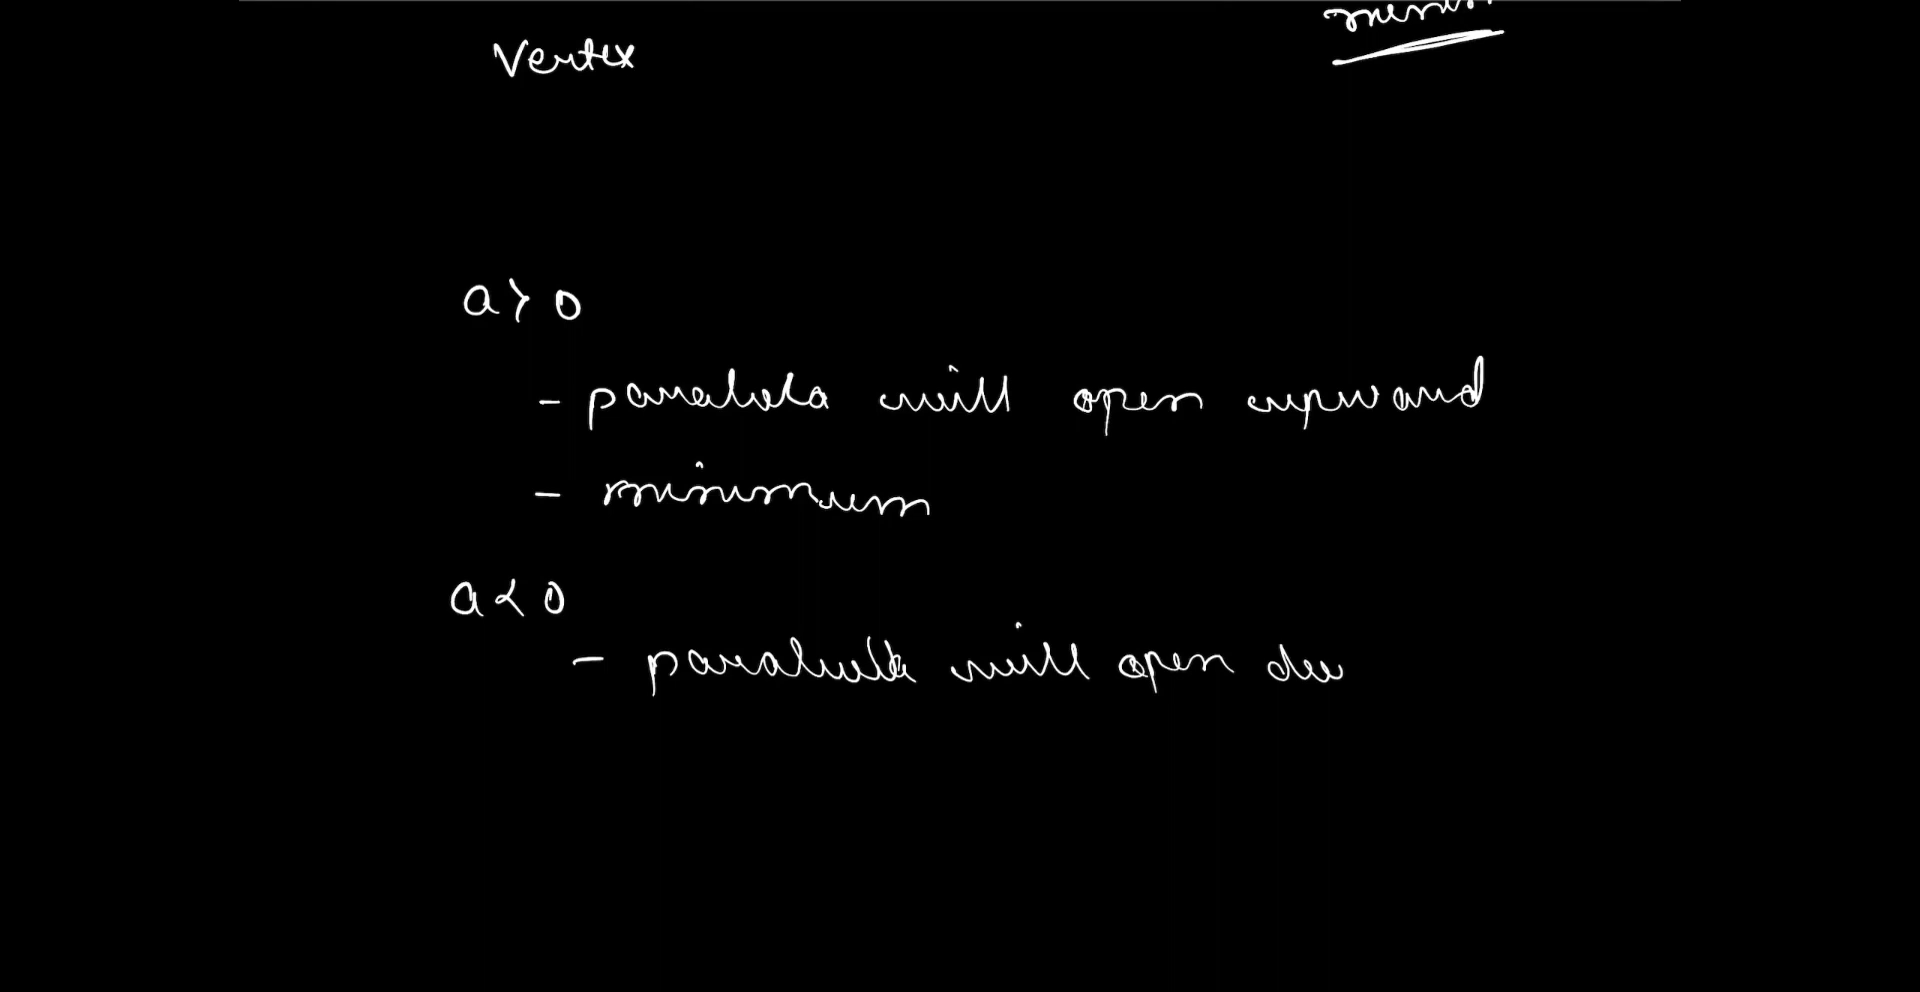 Vertex
a > 0
- parabola will open upward
- minimum
a < 0
- parabola will open